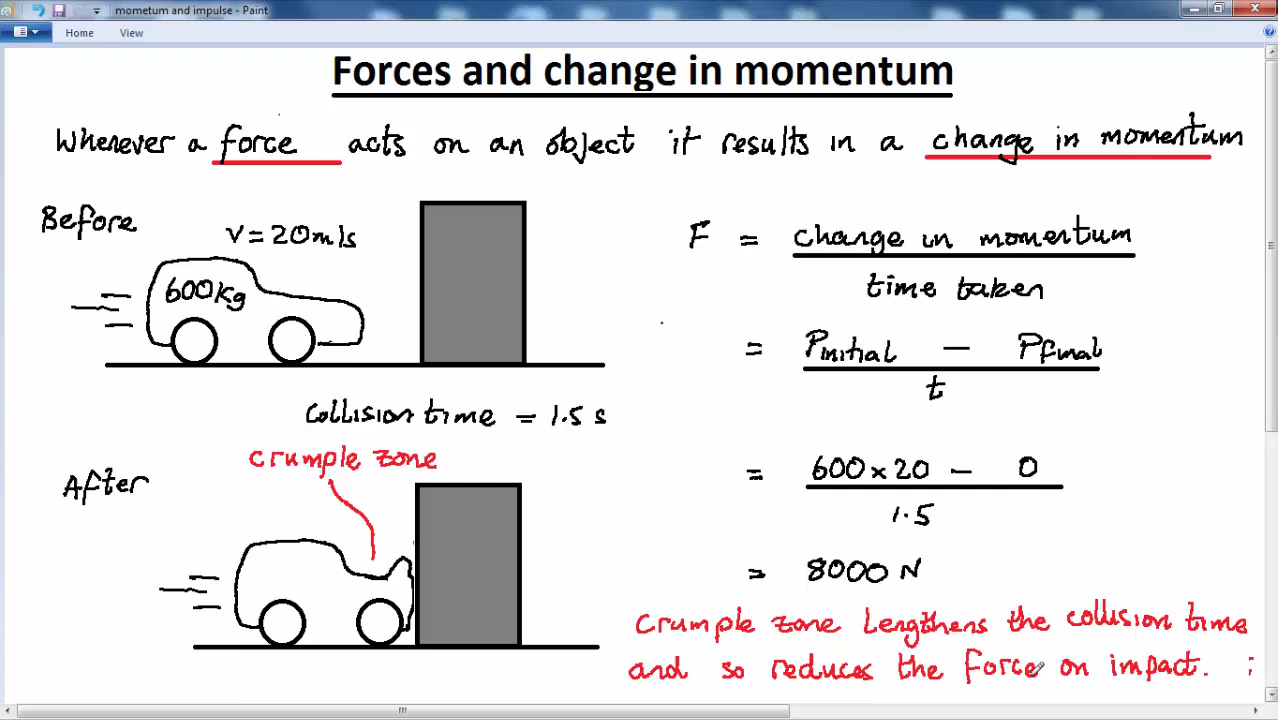 mometum and impulse - Paint
Home View
Forces and change in momentum
Whenever a force acts on an object it results in a change in momentum
Before
v = 20m/s
600kg
Collision time = 1.5 s
crumple zone
After
F = change in momentum
time taken
= Pinitial - Pfinal
t
= 600 x 20 - 0
1.5
= 8000 N
Crumple zone lengthens the collision time
and so reduces the force on impact.